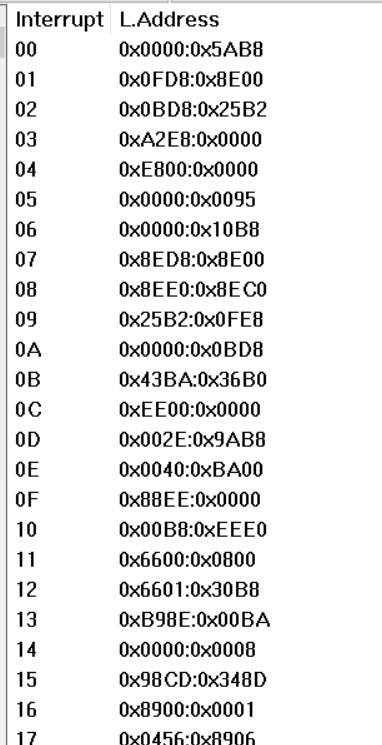 Interrupt L.Address
00 0x0000:0x5AB8
01 0x0FD8:0x8E00
02 0x0BD8:0x25B2
03 0xA2E8:0x0000
04 0xE800:0x0000
05 0x0000:0x0095
06 0x0000:0x10B8
07 0x8ED8:0x8E00
08 0x8EE0:0x8EC0
09 0x25B2:0x0FE8
0A 0x0000:0x0BD8
0B 0x43BA:0x36B0
0C 0xEE00:0x0000
0D 0x002E:0x9AB8
0E 0x0040:0xBA00
0F 0x88EE:0x0000
10 0x00B8:0xEEE0
11 0x6600:0x0800
12 0x6601:0x30B8
13 0xB98E:0x00BA
14 0x0000:0x0008
15 0x98CD:0x348D
16 0x8900:0x0001
17 0x0456:0x8906